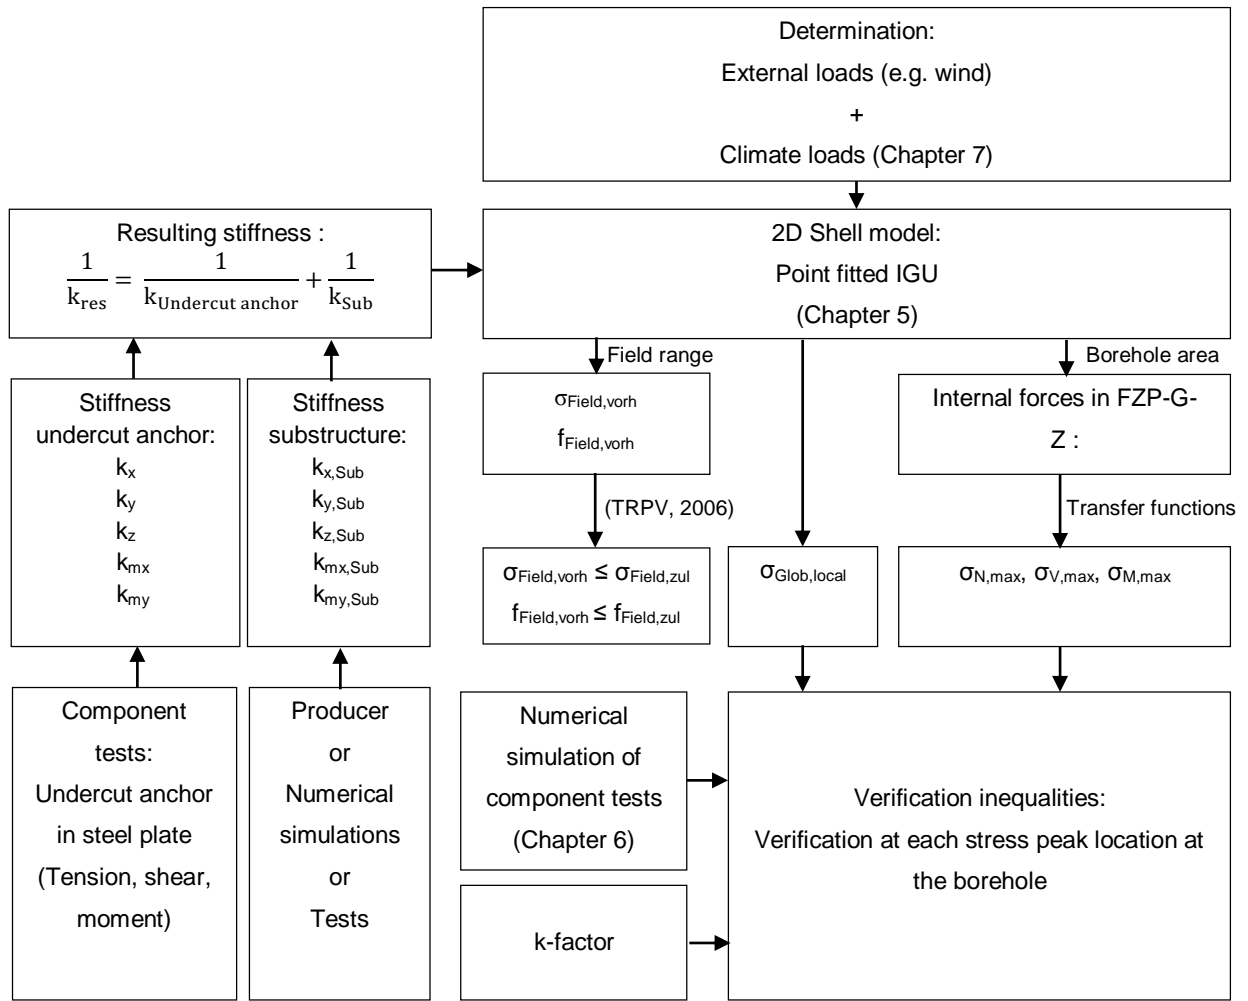 Determination:
External loads (e.g. wind)
+
Climate loads (Chapter 7)
Resulting stiffness :
1/k_res = 1/k_Undercut anchor + 1/k_Sub
2D Shell model:
Point fitted IGU
(Chapter 5)
Field range
Borehole area
Stiffness
undercut anchor:
k_x
k_y
k_z
k_mx
k_my
Stiffness
substructure:
k_x,Sub
k_y,Sub
k_z,Sub
k_mx,Sub
k_my,Sub
σ_Field,vorh
f_Field,vorh
Internal forces in FZP-G-
Z :
(TRPV, 2006)
Transfer functions
σ_Field,vorh ≤ σ_Field,zul
f_Field,vorh ≤ f_Field,zul
σ_Glob,local
σ_N,max, σ_V,max, σ_M,max
Component
tests:
Undercut anchor
in steel plate
(Tension, shear,
moment)
Producer
or
Numerical
simulations
or
Tests
Numerical
simulation of
component tests
(Chapter 6)
k-factor
Verification inequalities:
Verification at each stress peak location at
the borehole